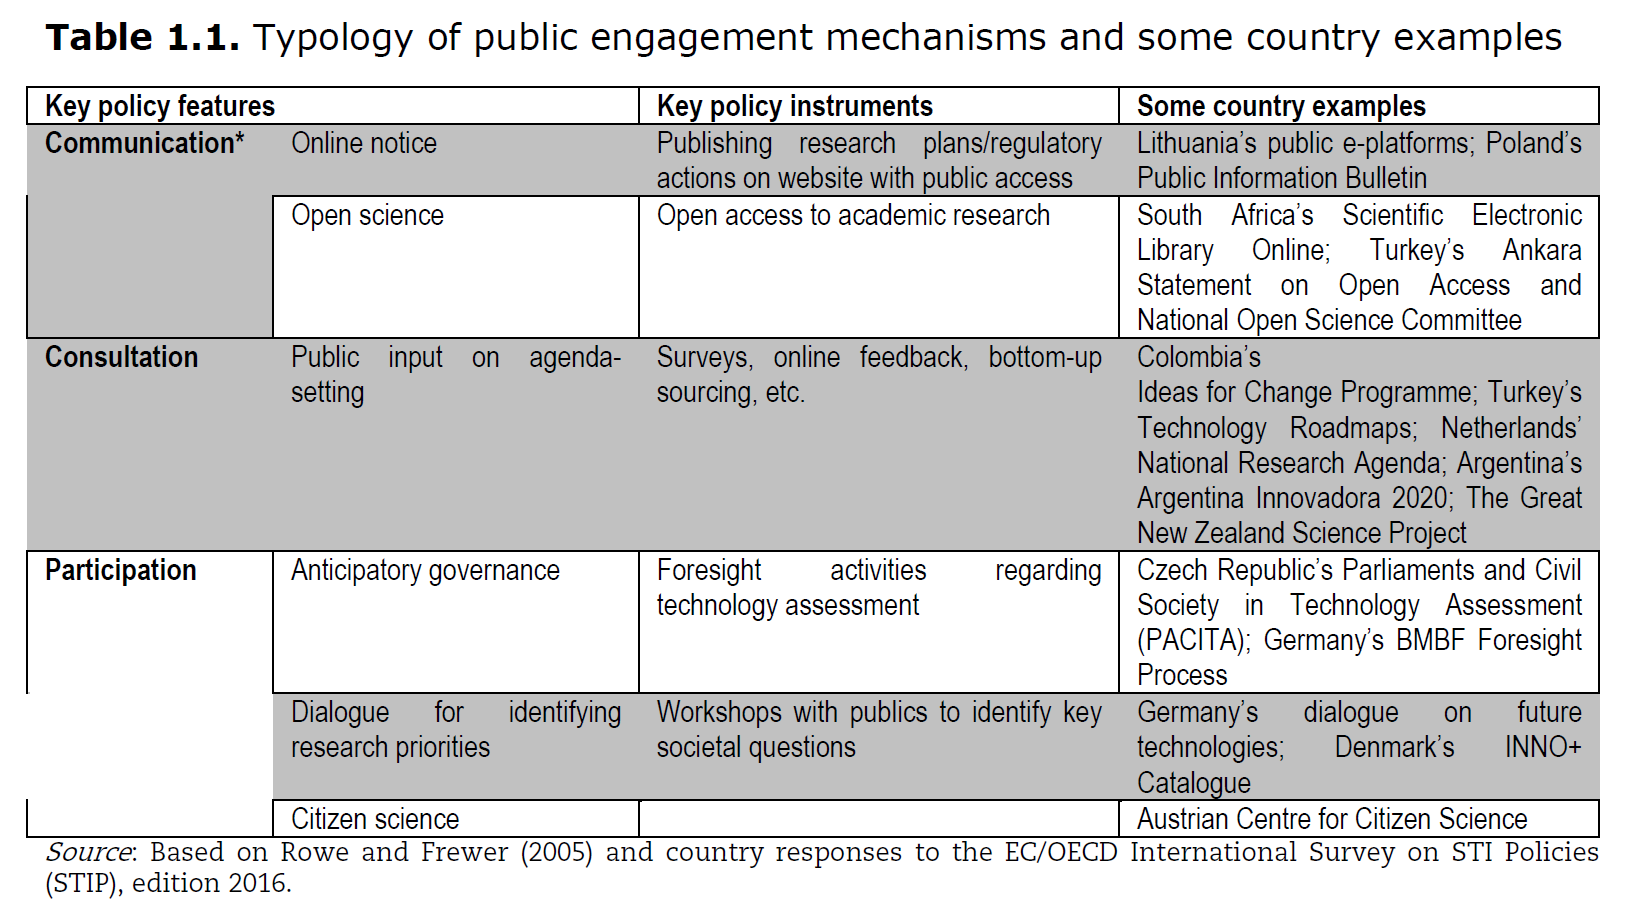 Table 1.1. Typology of public engagement mechanisms and some country examples
Key policy features
Key policy instruments
Some country examples
Communication*
Online notice
Publishing research plans/regulatory
actions on website with public access
Lithuania’s public e-platforms; Poland’s
Public Information Bulletin
Open science
Open access to academic research
South Africa’s Scientific Electronic
Library Online; Turkey’s Ankara
Statement on Open Access and
National Open Science Committee
Consultation
Public input on agenda-
setting
Surveys, online feedback, bottom-up
sourcing, etc.
Colombia’s
Ideas for Change Programme; Turkey’s
Technology Roadmaps; Netherlands’
National Research Agenda; Argentina’s
Argentina Innovadora 2020; The Great
New Zealand Science Project
Participation
Anticipatory governance
Foresight activities regarding
technology assessment
Czech Republic’s Parliaments and Civil
Society in Technology Assessment
(PACITA); Germany’s BMBF Foresight
Process
Dialogue for identifying
research priorities
Workshops with publics to identify key
societal questions
Germany’s dialogue on future
technologies; Denmark’s INNO+
Catalogue
Citizen science
Austrian Centre for Citizen Science
Source: Based on Rowe and Frewer (2005) and country responses to the EC/OECD International Survey on STI Policies
(STIP), edition 2016.